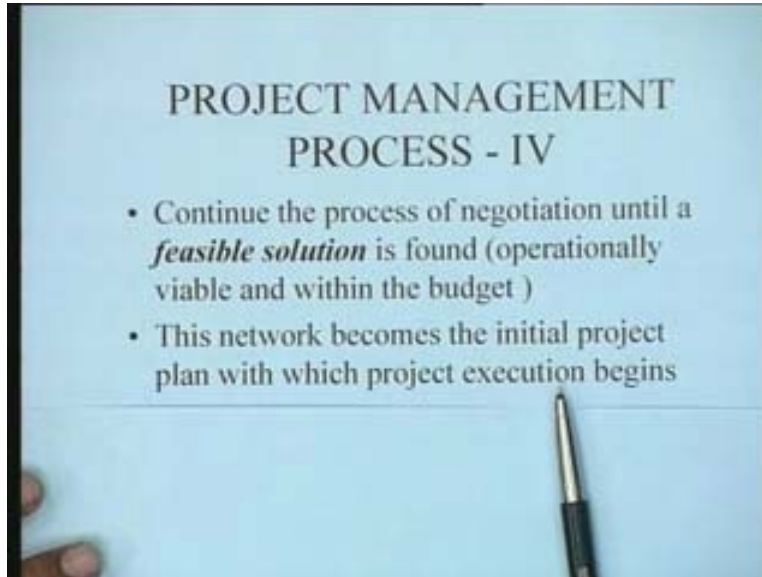 PROJECT MANAGEMENT
PROCESS - IV
• Continue the process of negotiation until a
feasible solution is found (operationally
viable and within the budget )
• This network becomes the initial project
plan with which project execution begins